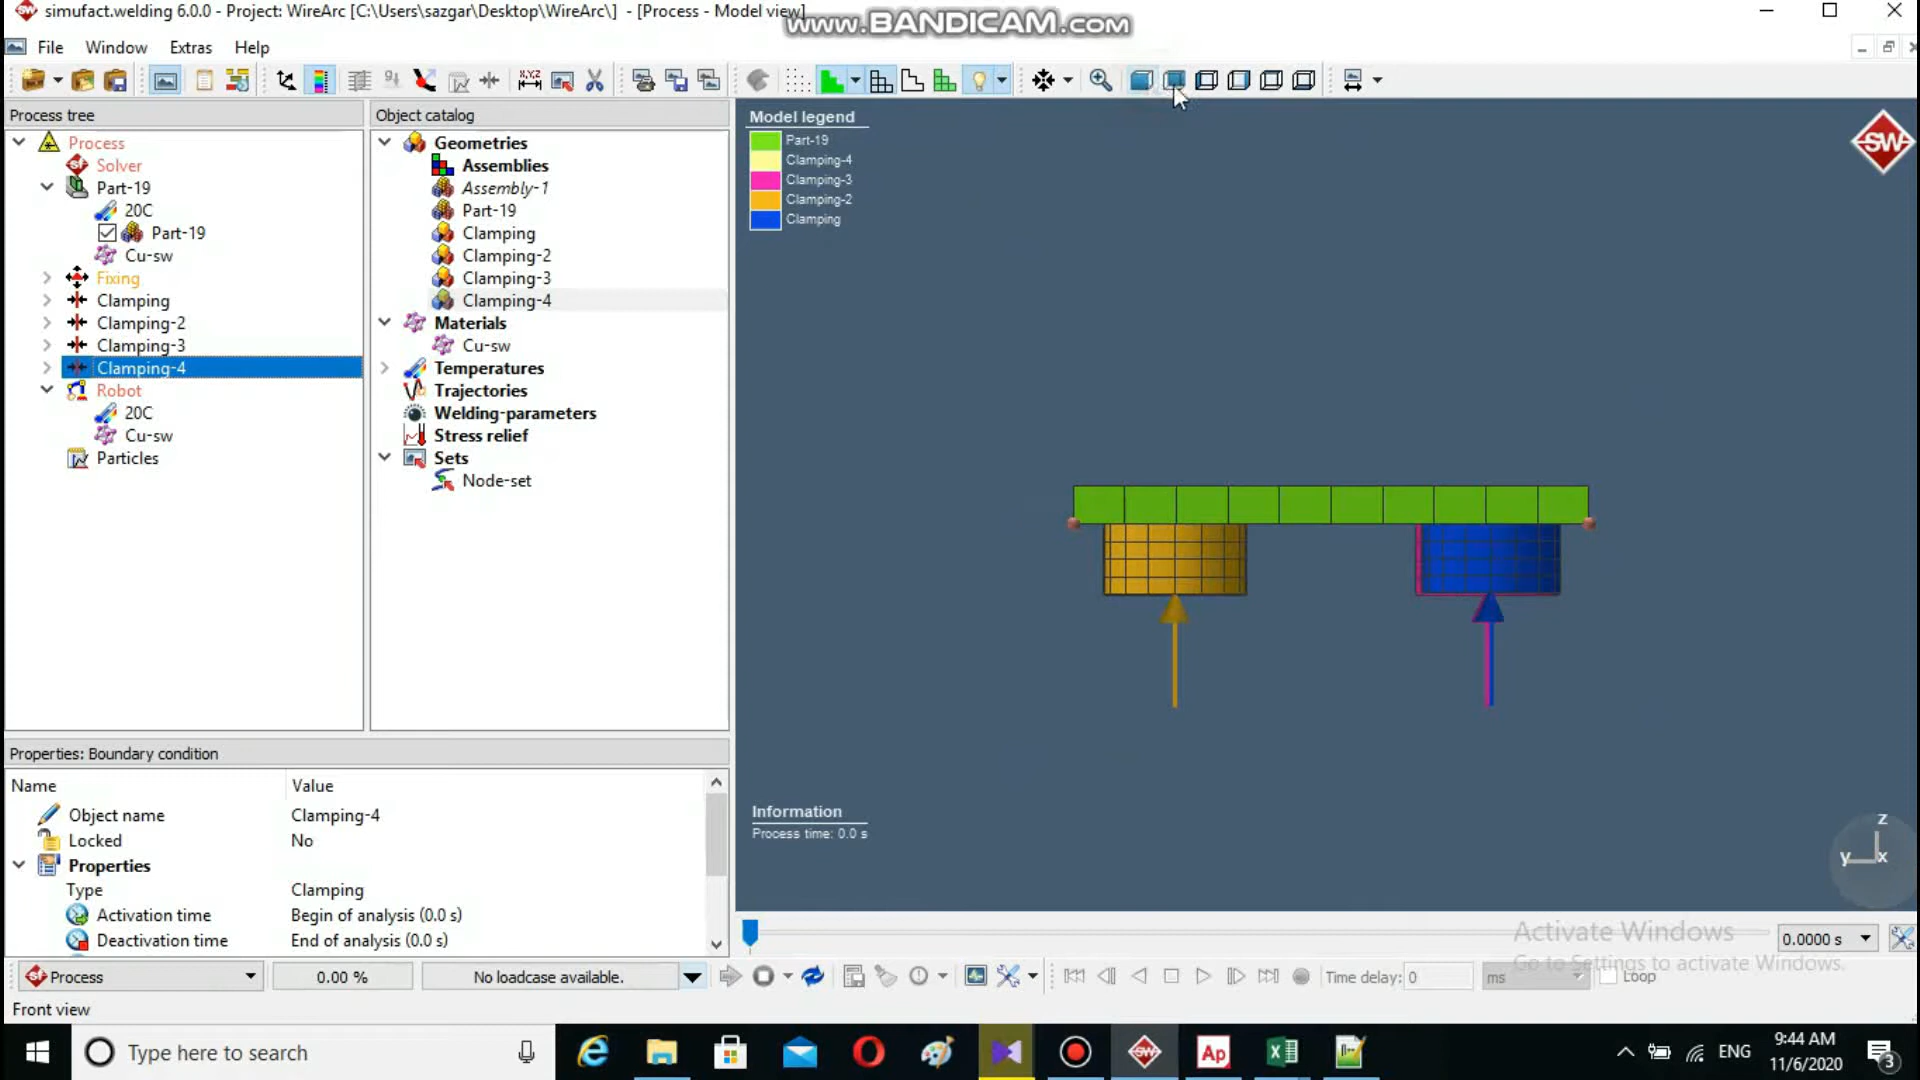 simufact.welding 6.0.0 - Project: WireArc [C:\Users\sazgar\Desktop\WireArc\] - [Process - Model view]
www.BANDICAM.com
File Window Extras Help
Process tree
Process
Solver
Part-19
20C
Part-19
Cu-sw
Fixing
Clamping
Clamping-2
Clamping-3
Clamping-4
Robot
20C
Cu-sw
Particles
Object catalog
Geometries
Assemblies
Assembly-1
Part-19
Clamping
Clamping-2
Clamping-3
Clamping-4
Materials
Cu-sw
Temperatures
Trajectories
Welding-parameters
Stress relief
Sets
Node-set
Model legend
Part-19
Clamping-4
Clamping-3
Clamping-2
Clamping
SW
Information
Process time: 0.0 s
z
y x
Properties: Boundary condition
Name Value
Object name Clamping-4
Locked No
Properties
Type Clamping
Activation time Begin of analysis (0.0 s)
Deactivation time End of analysis (0.0 s)
Activate Windows
Go to Settings to activate Windows.
0.0000 s
Process 0.00 % No loadcase available. Time delay: 0 ms Loop
Front view
Type here to search
ENG
9:44 AM
11/6/2020
3